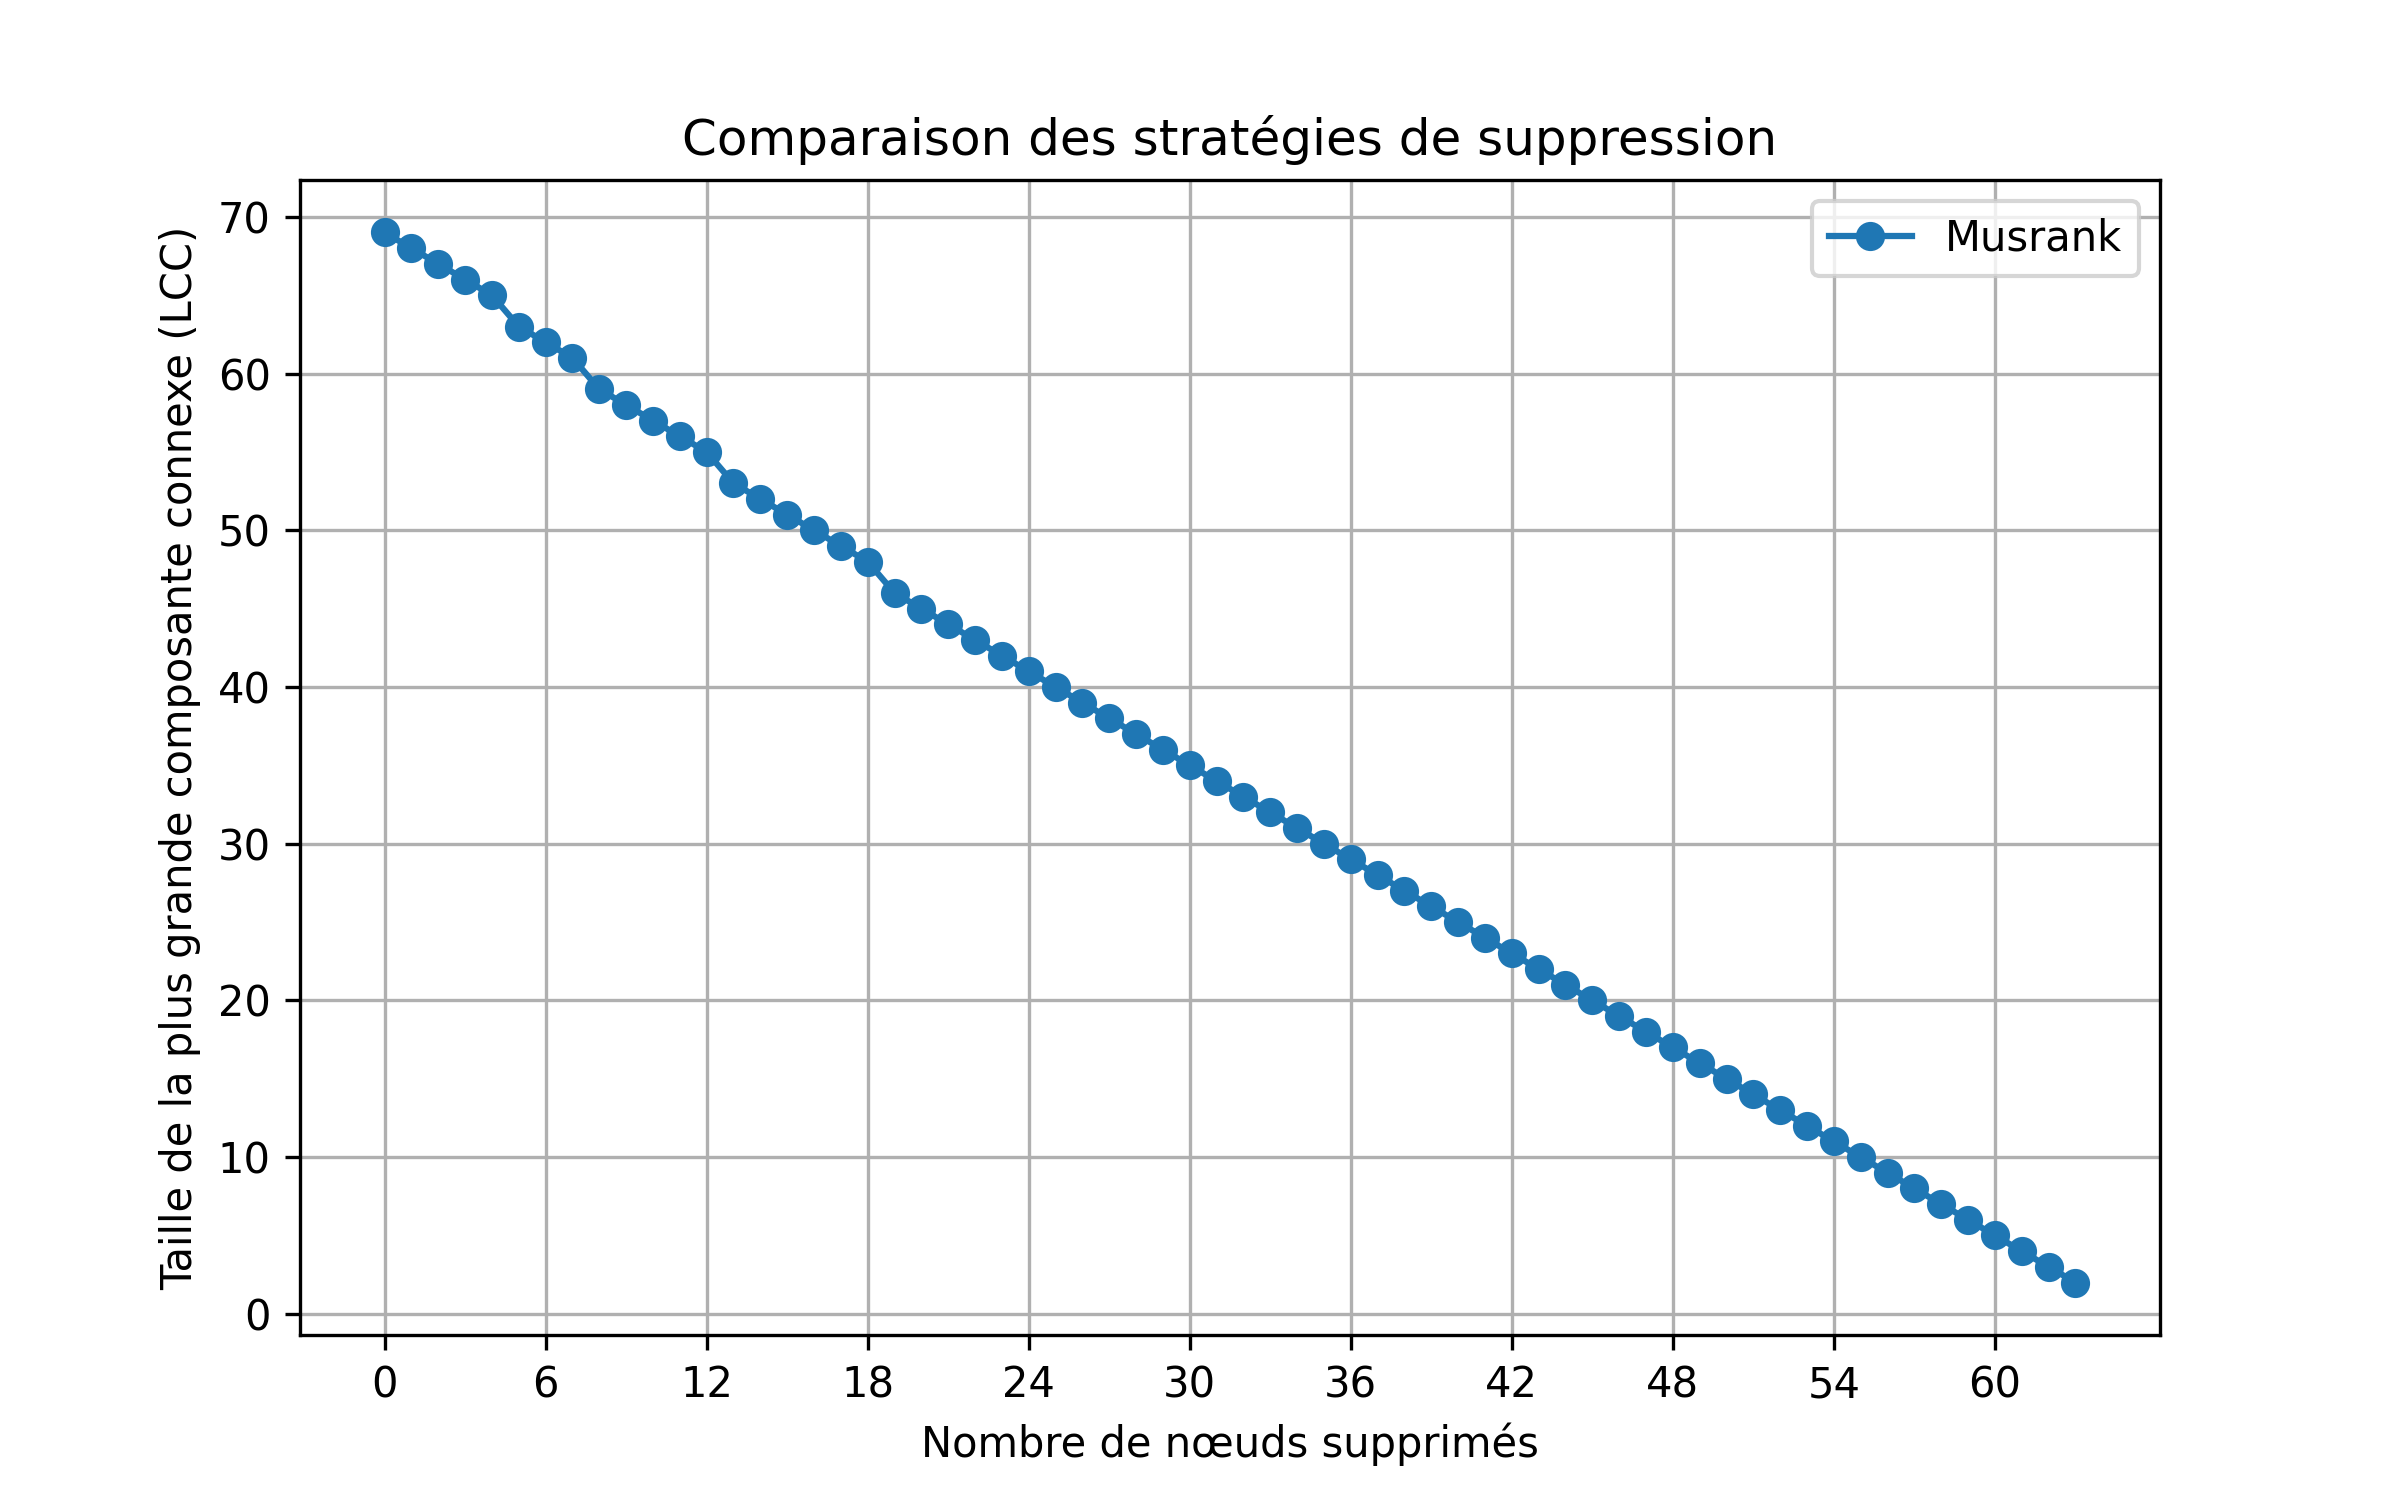 Comparaison des stratégies de suppression
Musrank
Taille de la plus grande composante connexe (LCC)
70
60
50
40
30
20
10
0
0 6 12 18 24 30 36 42 48 54 60
Nombre de nœuds supprimés